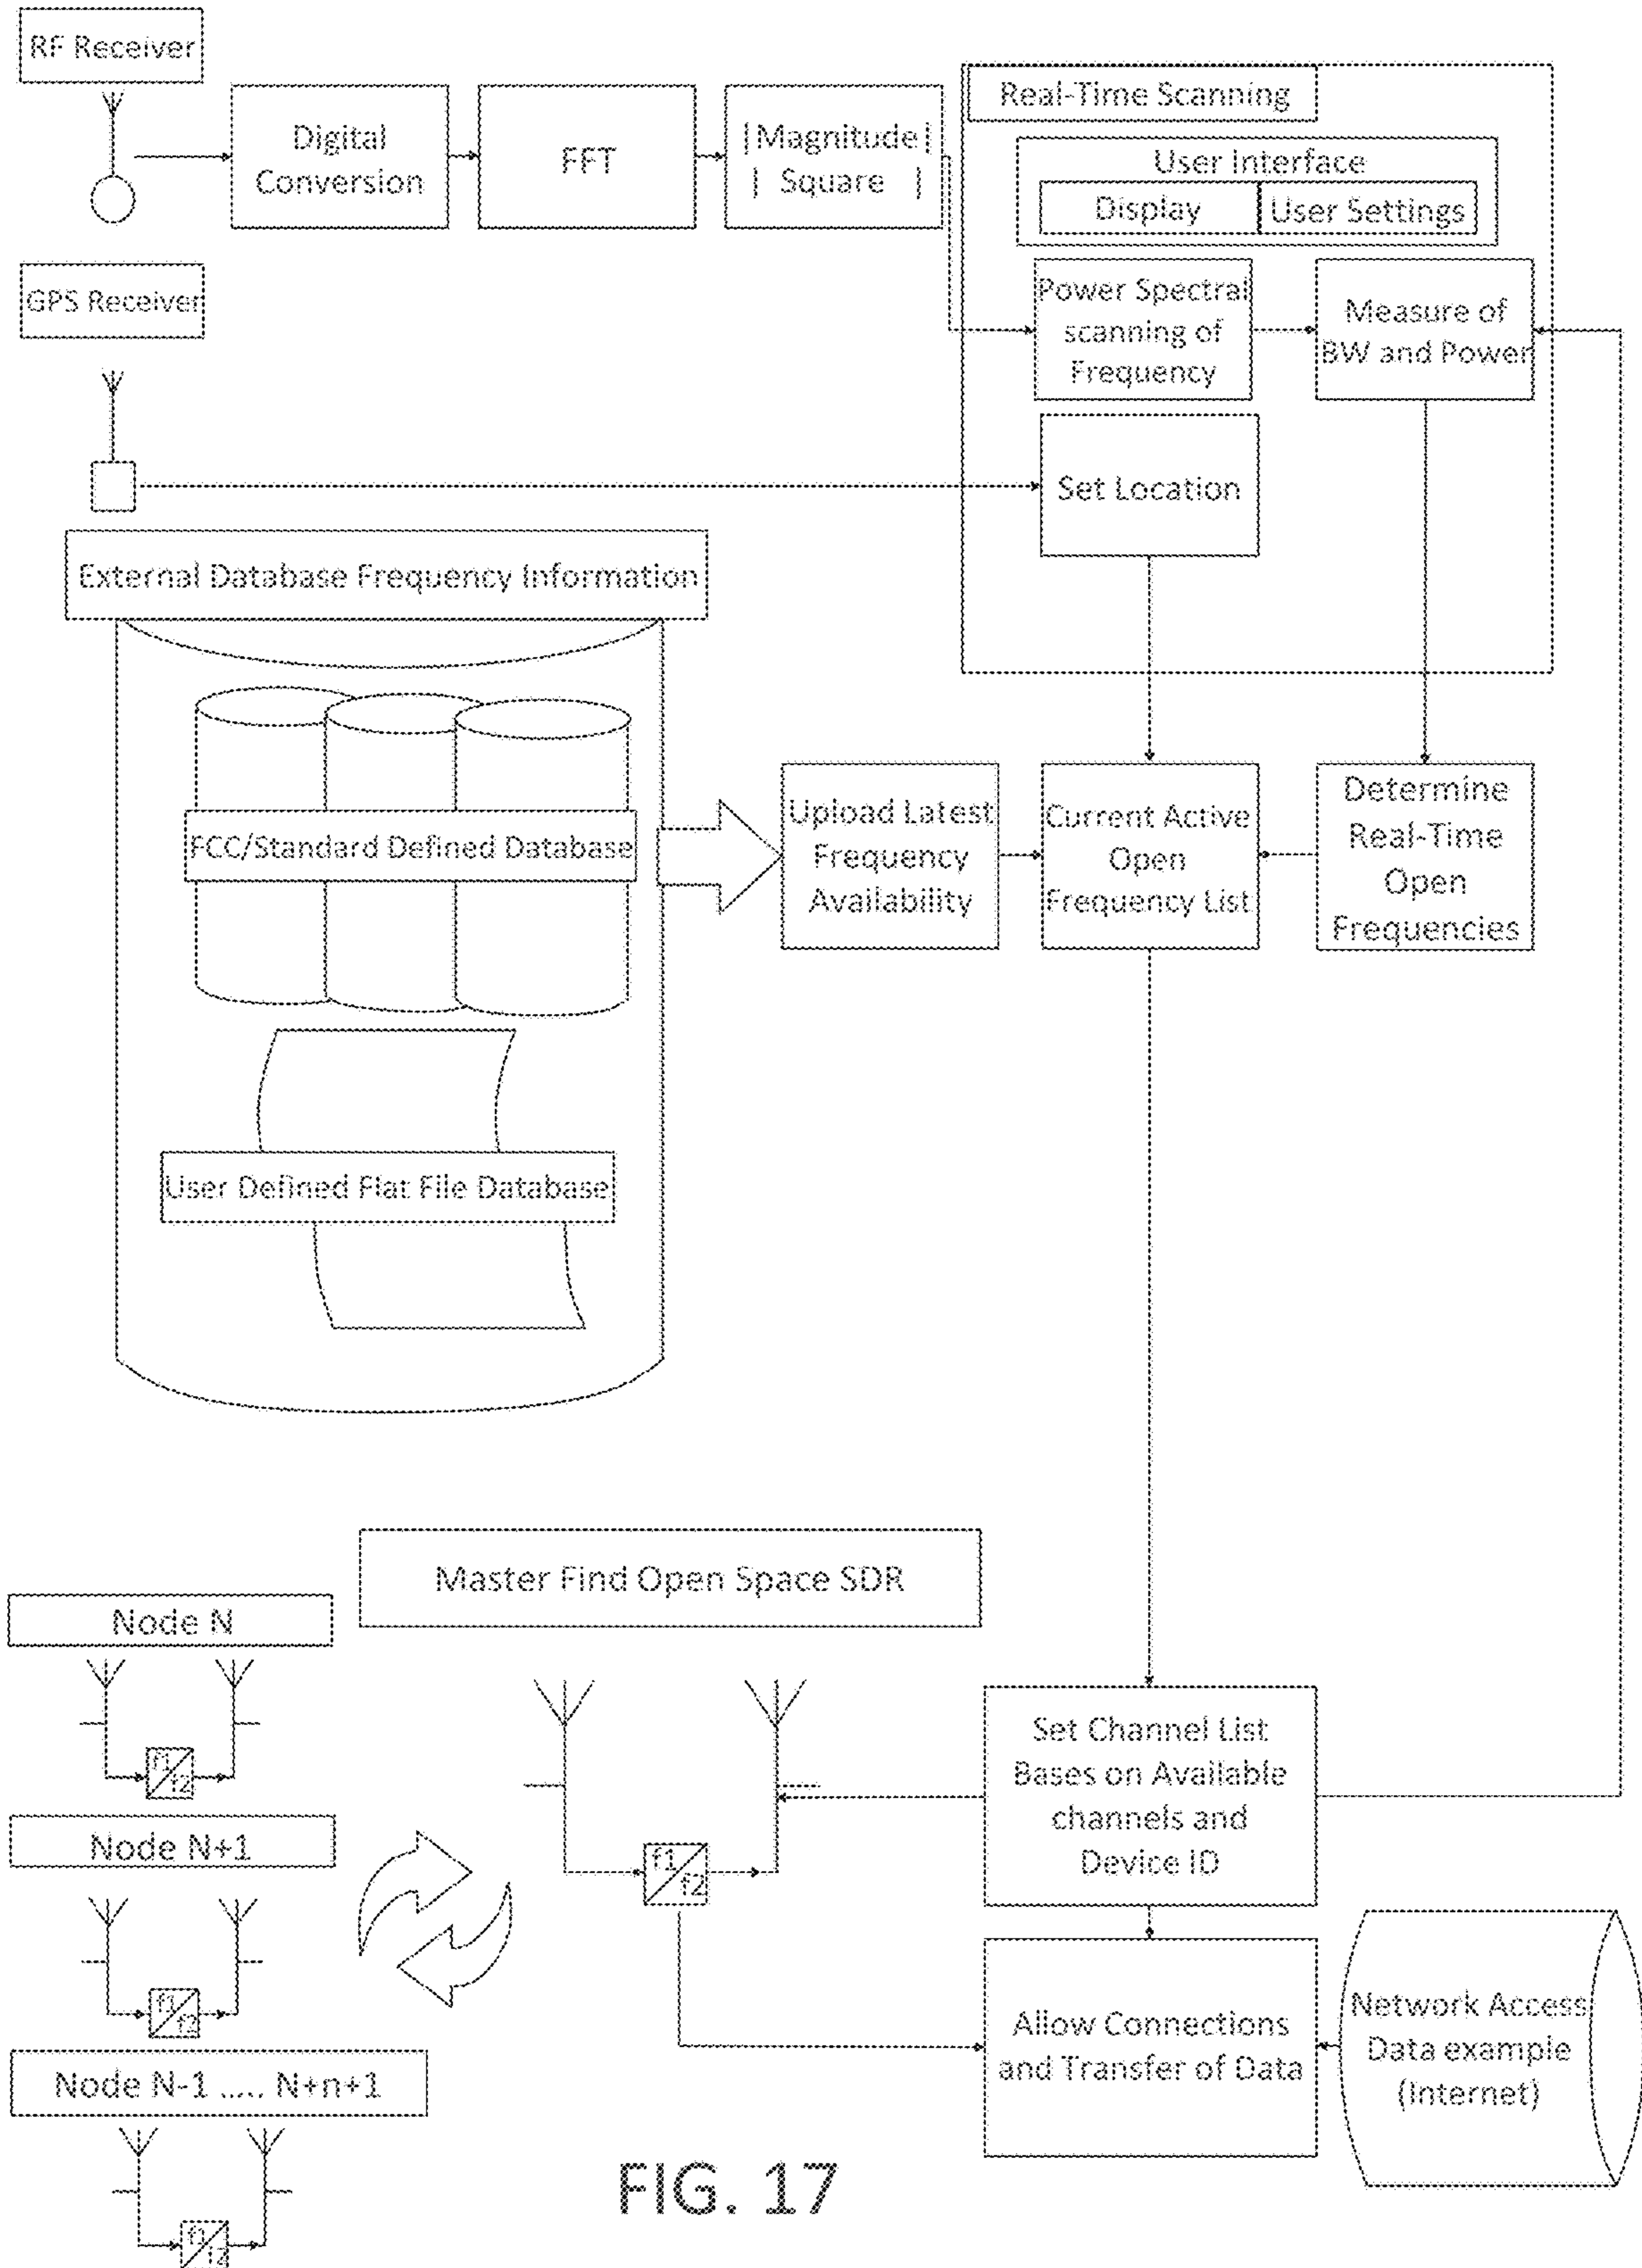 RF Receiver
Digital
Conversion
FFT
|Magnitude|
| Square |
Real-Time Scanning
User Interface
Display
User Settings
GPS Receiver
Power Spectral
scanning of
Frequency
Measure of
BW and Power
Set Location
External Database Frequency Information
FCC/Standard Defined Database
Upload Latest
Frequency
Availability
Current Active
Open
Frequency List
Determine
Real-Time
Open
Frequencies
User Defined Flat File Database
Master Find Open Space SDR
Node N
f1
f2
Node N+1
f1
f2
Node N-1 ..... N+n+1
f1
f2
f1
f2
Set Channel List
Bases on Available
channels and
Device ID
Allow Connections
and Transfer of Data
Network Access
Data example
(Internet)
FIG. 17